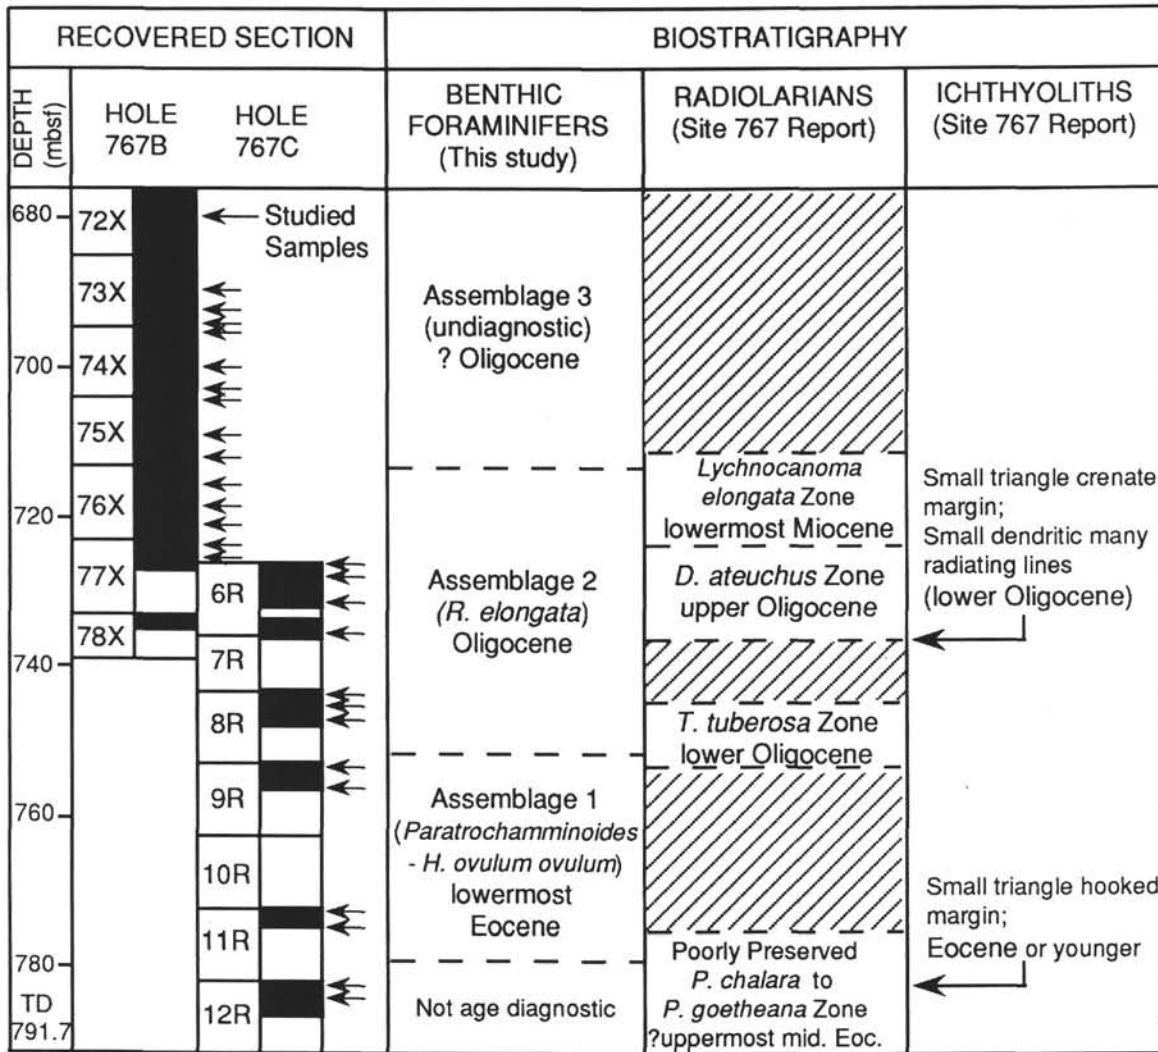 RECOVERED SECTION
BIOSTRATIGRAPHY
DEPTH
(mbsf)
HOLE
767B
HOLE
767C
BENTHIC
FORAMINIFERS
(This study)
RADIOLARIANS
(Site 767 Report)
ICHTHYOLITHS
(Site 767 Report)
680
700
720
740
760
780
TD
791.7
72X
73X
74X
75X
76X
77X
78X
Studied
Samples
6R
7R
8R
9R
10R
11R
12R
Assemblage 3
(undiagnostic)
? Oligocene
Assemblage 2
(R. elongata)
Oligocene
Assemblage 1
(Paratrochamminoides
- H. ovulum ovulum)
lowermost
Eocene
Not age diagnostic
Lychnocanoma
elongata Zone
lowermost Miocene
D. ateuchus Zone
upper Oligocene
T. tuberosa Zone
lower Oligocene
Poorly Preserved
P. chalara to
P. goetheana Zone
?uppermost mid. Eoc.
Small triangle crenate
margin;
Small dendritic many
radiating lines
(lower Oligocene)
Small triangle hooked
margin;
Eocene or younger